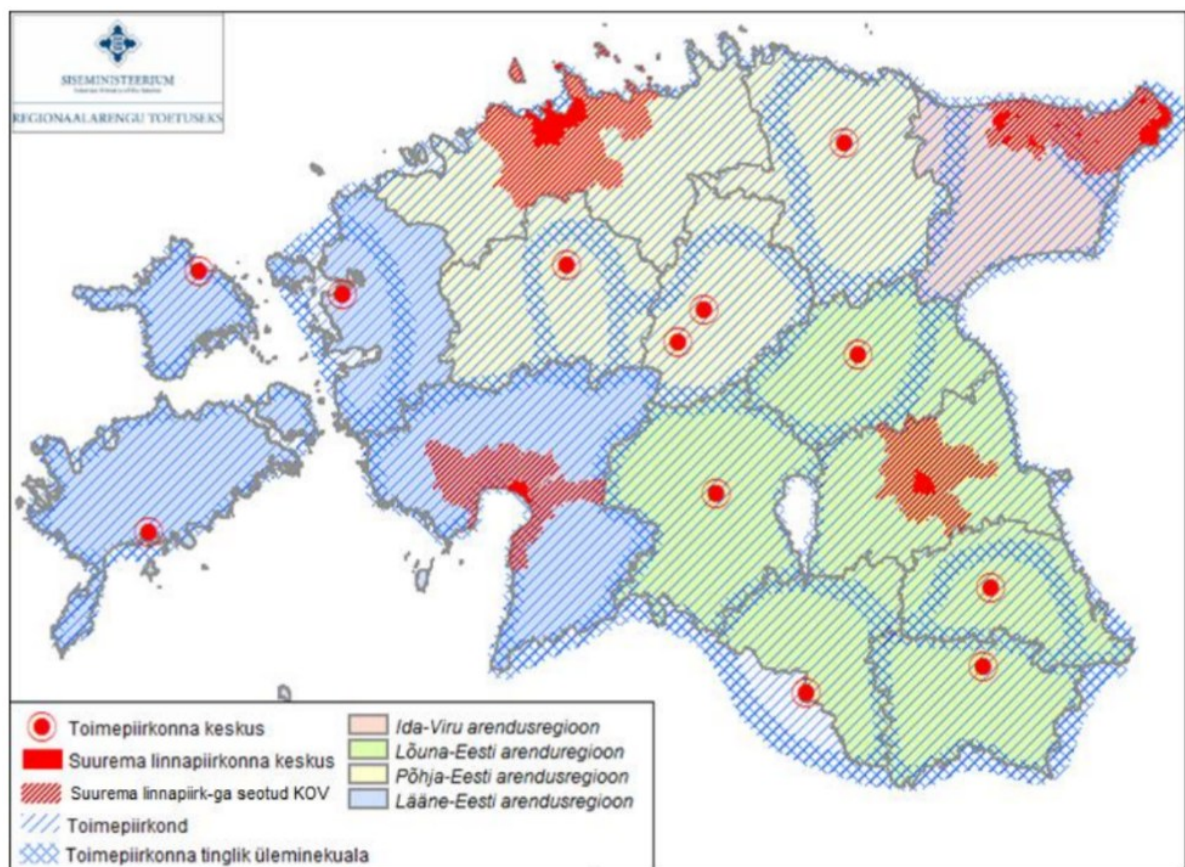 SISEMINISTEERIUM
REGIONAALARENGU TOETUSEKS
Toimepiirkonna keskus
Suurema linnapiirkonna keskus
Suurema linnapiirk-ga seotud KOV
Toimepiirkond
Toimepiirkonna tinglik üleminekuala
Ida-Viru arendusregioon
Lõuna-Eesti arenduregioon
Põhja-Eesti arendusregioon
Lääne-Eesti arendusregioon